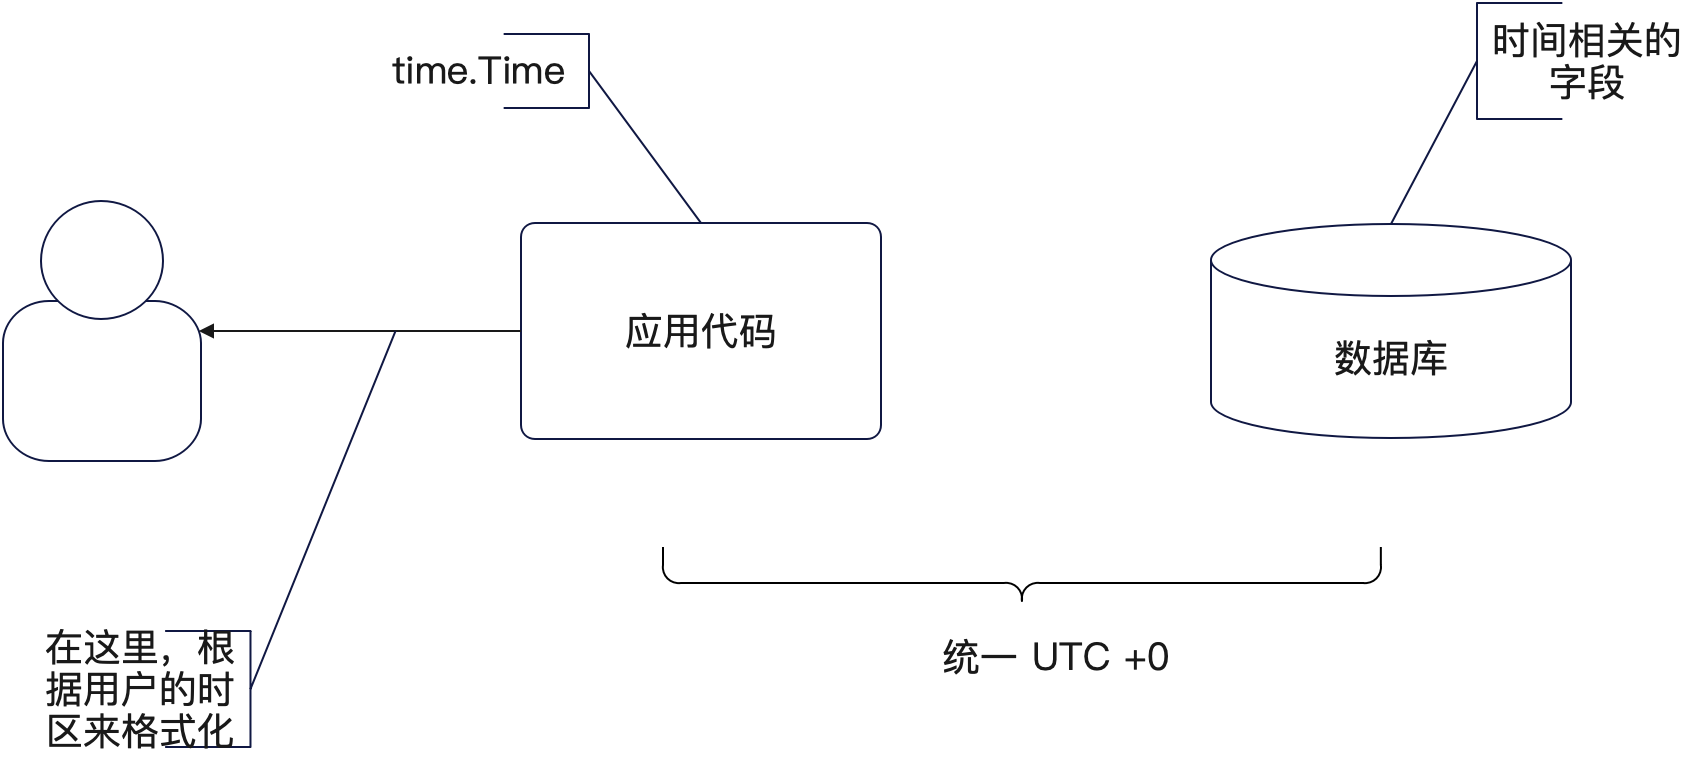 时间相关的
字段
time.Time
应用代码
数据库
在这里，根
据用户的时
区来格式化
统一 UTC +0